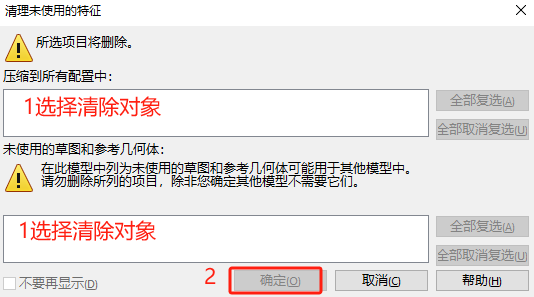 清理未使用的特征
所选项目将删除。
压缩到所有配置中：
1选择清除对象
全部复选(A)
全部取消复选(U)
未使用的草图和参考几何体：
在此模型中列为未使用的草图和参考几何体可能用于其他模型中。
请勿删除所列的项目，除非您确定其他模型不需要它们。
1选择清除对象
全部复选(A)
全部取消复选(U)
不要再显示(D)
2
确定(O)
取消(C)
帮助(H)